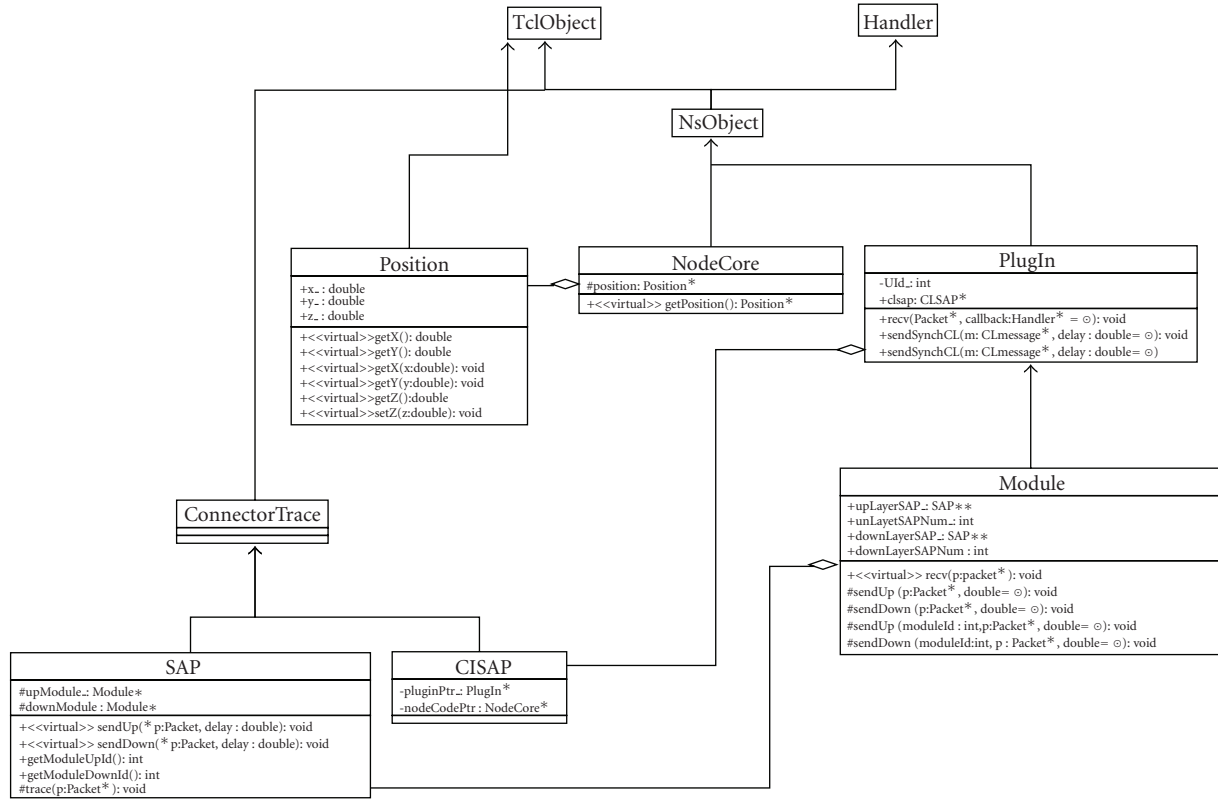 TclObject
Handler
NsObject
Position
+x_ : double
+y_ : double
+z_ : double
+<<virtual>>getX(): double
+<<virtual>>getY(): double
+<<virtual>>getX(x:double): void
+<<virtual>>getY(y:double): void
+<<virtual>>getZ():double
+<<virtual>>setZ(z:double): void
NodeCore
#position: Position*
+<<virtual>> getPosition(): Position*
PlugIn
-UId_: int
+clsap: CLSAP*
+recv(Packet*, callback:Handler* = ⊙): void
+sendSynchCL(m: CLmessage*, delay : double= ⊙): void
+sendSynchCL(m: CLmessage*, delay : double= ⊙)
ConnectorTrace
Module
+upLayerSAP_: SAP**
+unLayetSAPNum_: int
+downLayerSAP_: SAP**
+downLayerSAPNum : int
+<<virtual>> recv(p:packet*): void
#sendUp (p:Packet*, double= ⊙): void
#sendDown (p:Packet*, double= ⊙): void
#sendUp (moduleId : int,p:Packet*, double= ⊙): void
#sendDown (moduleId:int, p : Packet*, double= ⊙): void
SAP
#upModule_: Module*
#downModule : Module*
+<<virtual>> sendUp(* p:Packet, delay : double): void
+<<virtual>> sendDown(* p:Packet, delay : double): void
+getModuleUpId(): int
+getModuleDownId(): int
#trace(p:Packet*): void
CISAP
-pluginPtr_: PlugIn*
-nodeCodePtr : NodeCore*